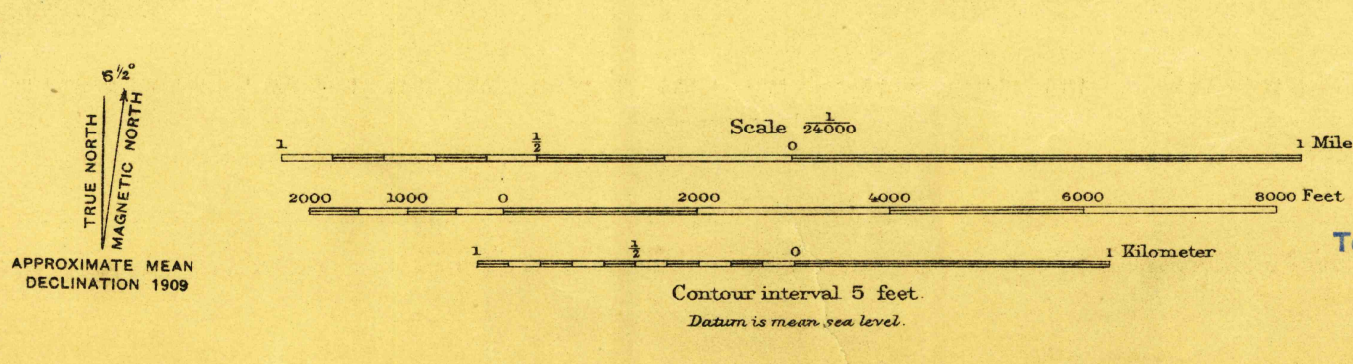 6 1/2°
TRUE NORTH
MAGNETIC NORTH
APPROXIMATE MEAN
DECLINATION 1909
Scale 1/24000
1 1/2 0 1 Mile
2000 1000 0 2000 4000 6000 8000 Feet
1 1/2 0 1 Kilometer
Contour interval 5 feet.
Datum is mean sea level.